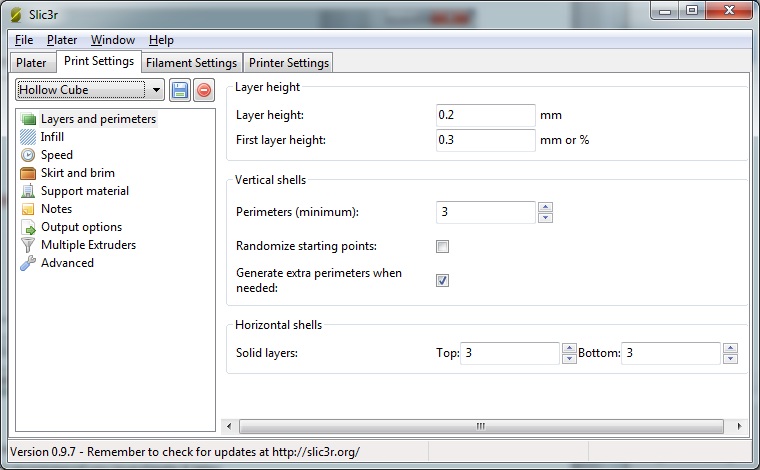 Slic3r
File Plater Window Help
Plater Print Settings Filament Settings Printer Settings
Hollow Cube
Layers and perimeters
Infill
Speed
Skirt and brim
Support material
Notes
Output options
Multiple Extruders
Advanced
Layer height
Layer height: 0.2 mm
First layer height: 0.3 mm or %
Vertical shells
Perimeters (minimum): 3
Randomize starting points:
Generate extra perimeters when
needed:
Horizontal shells
Solid layers: Top: 3 Bottom: 3
Version 0.9.7 - Remember to check for updates at http://slic3r.org/